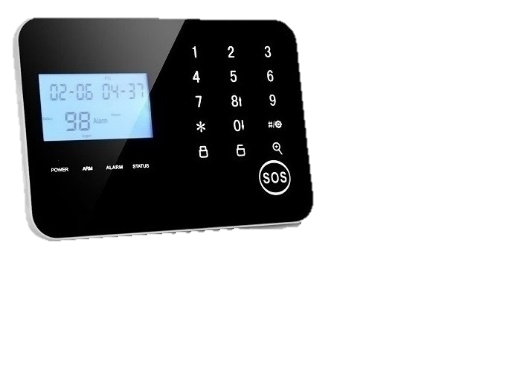 02-06 04-37
98 Alarm
POWER ARM ALARM STATUS
1 2 3
4 5 6
7 8 9
* 0 #/
SOS